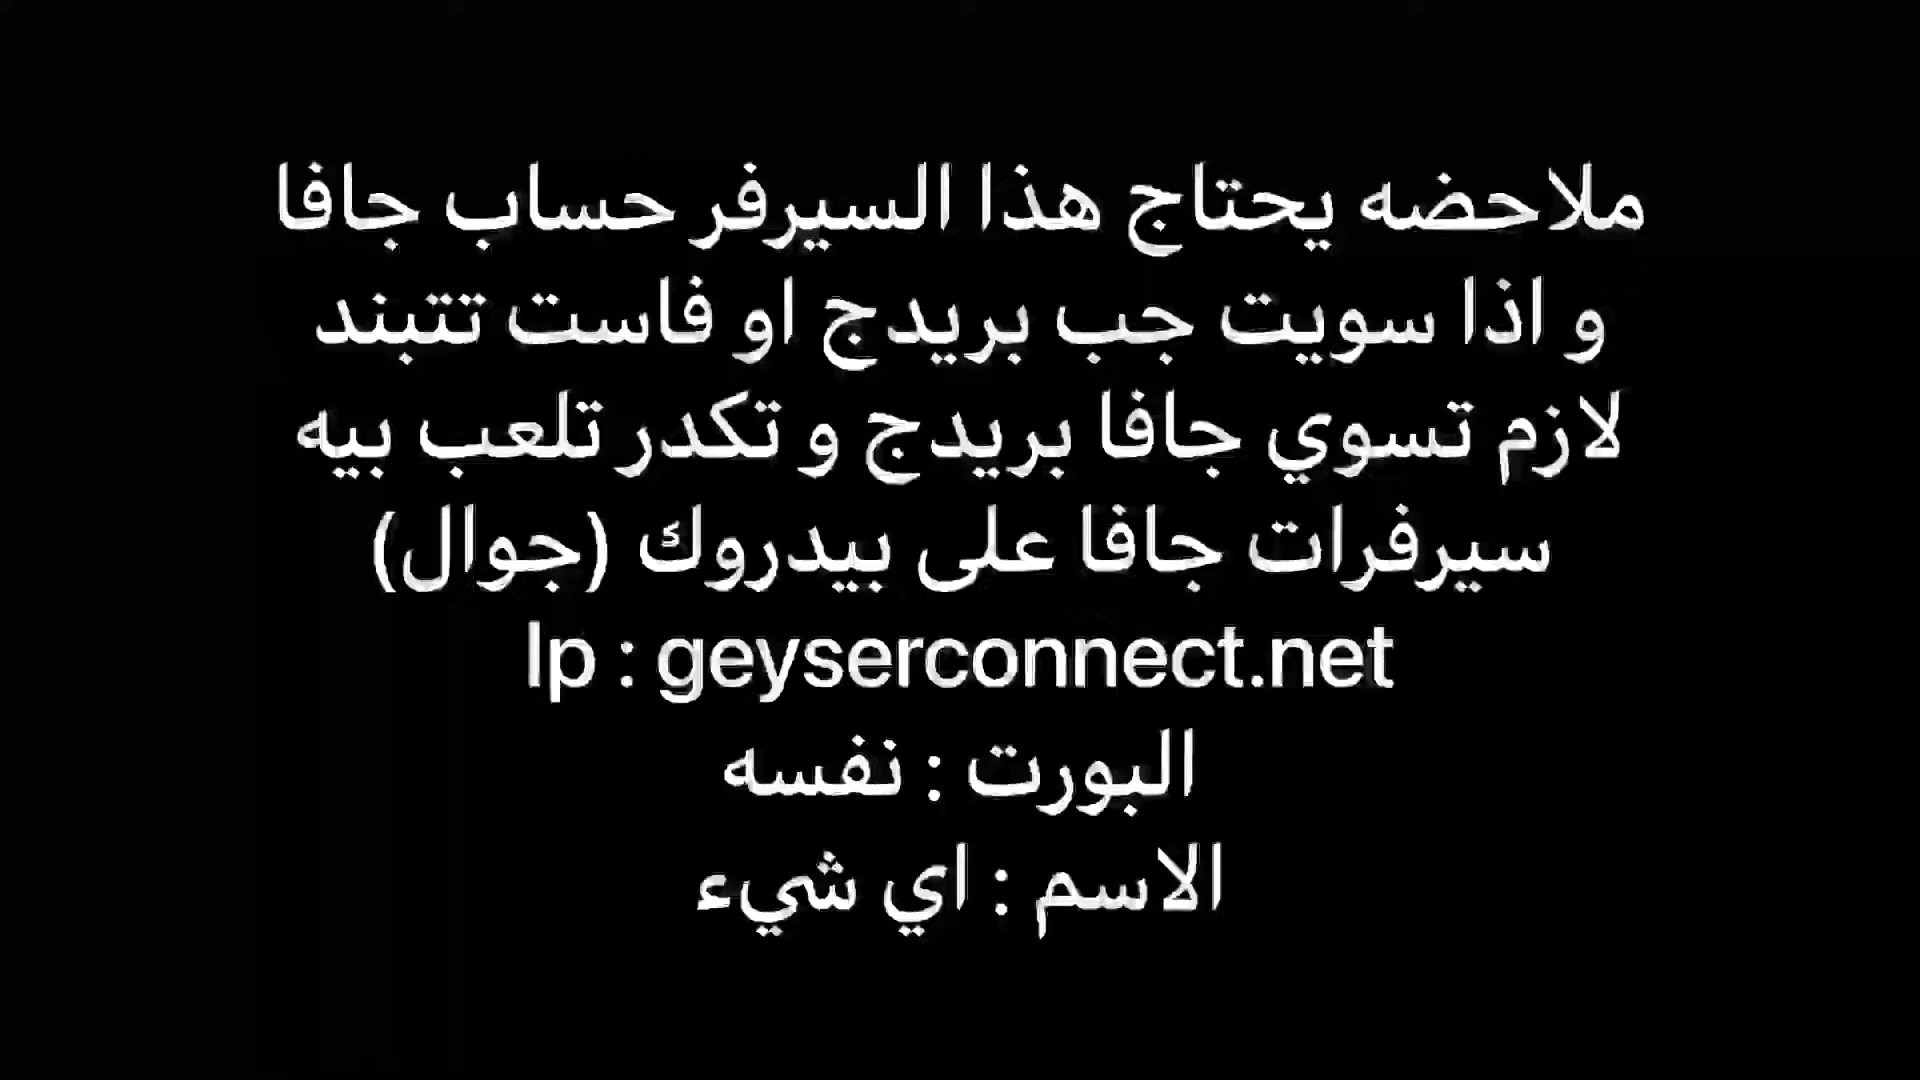 ملاحضه يحتاج هذا السيرفر حساب جافا
و اذا سويت جب بريدج او فاست تتبند
لازم تسوي جافا بريدج و تكدر تلعب بيه
سيرفرات جافا على بيدروك (جوال)
Ip : geyserconnect.net
البورت : نفسه
الاسم : اي شيء